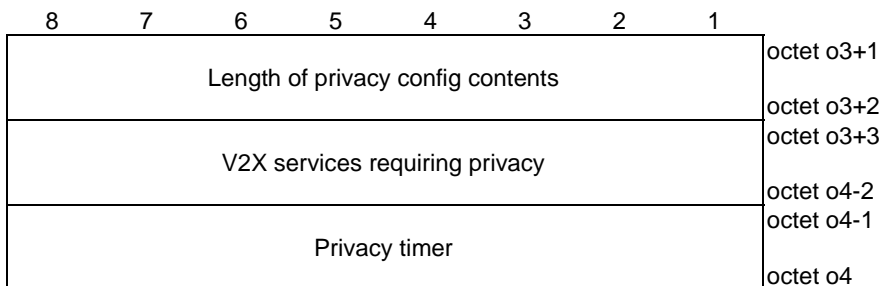 8 7 6 5 4 3 2 1
octet o3+1
Length of privacy config contents
octet o3+2
octet o3+3
V2X services requiring privacy
octet o4-2
octet o4-1
Privacy timer
octet o4